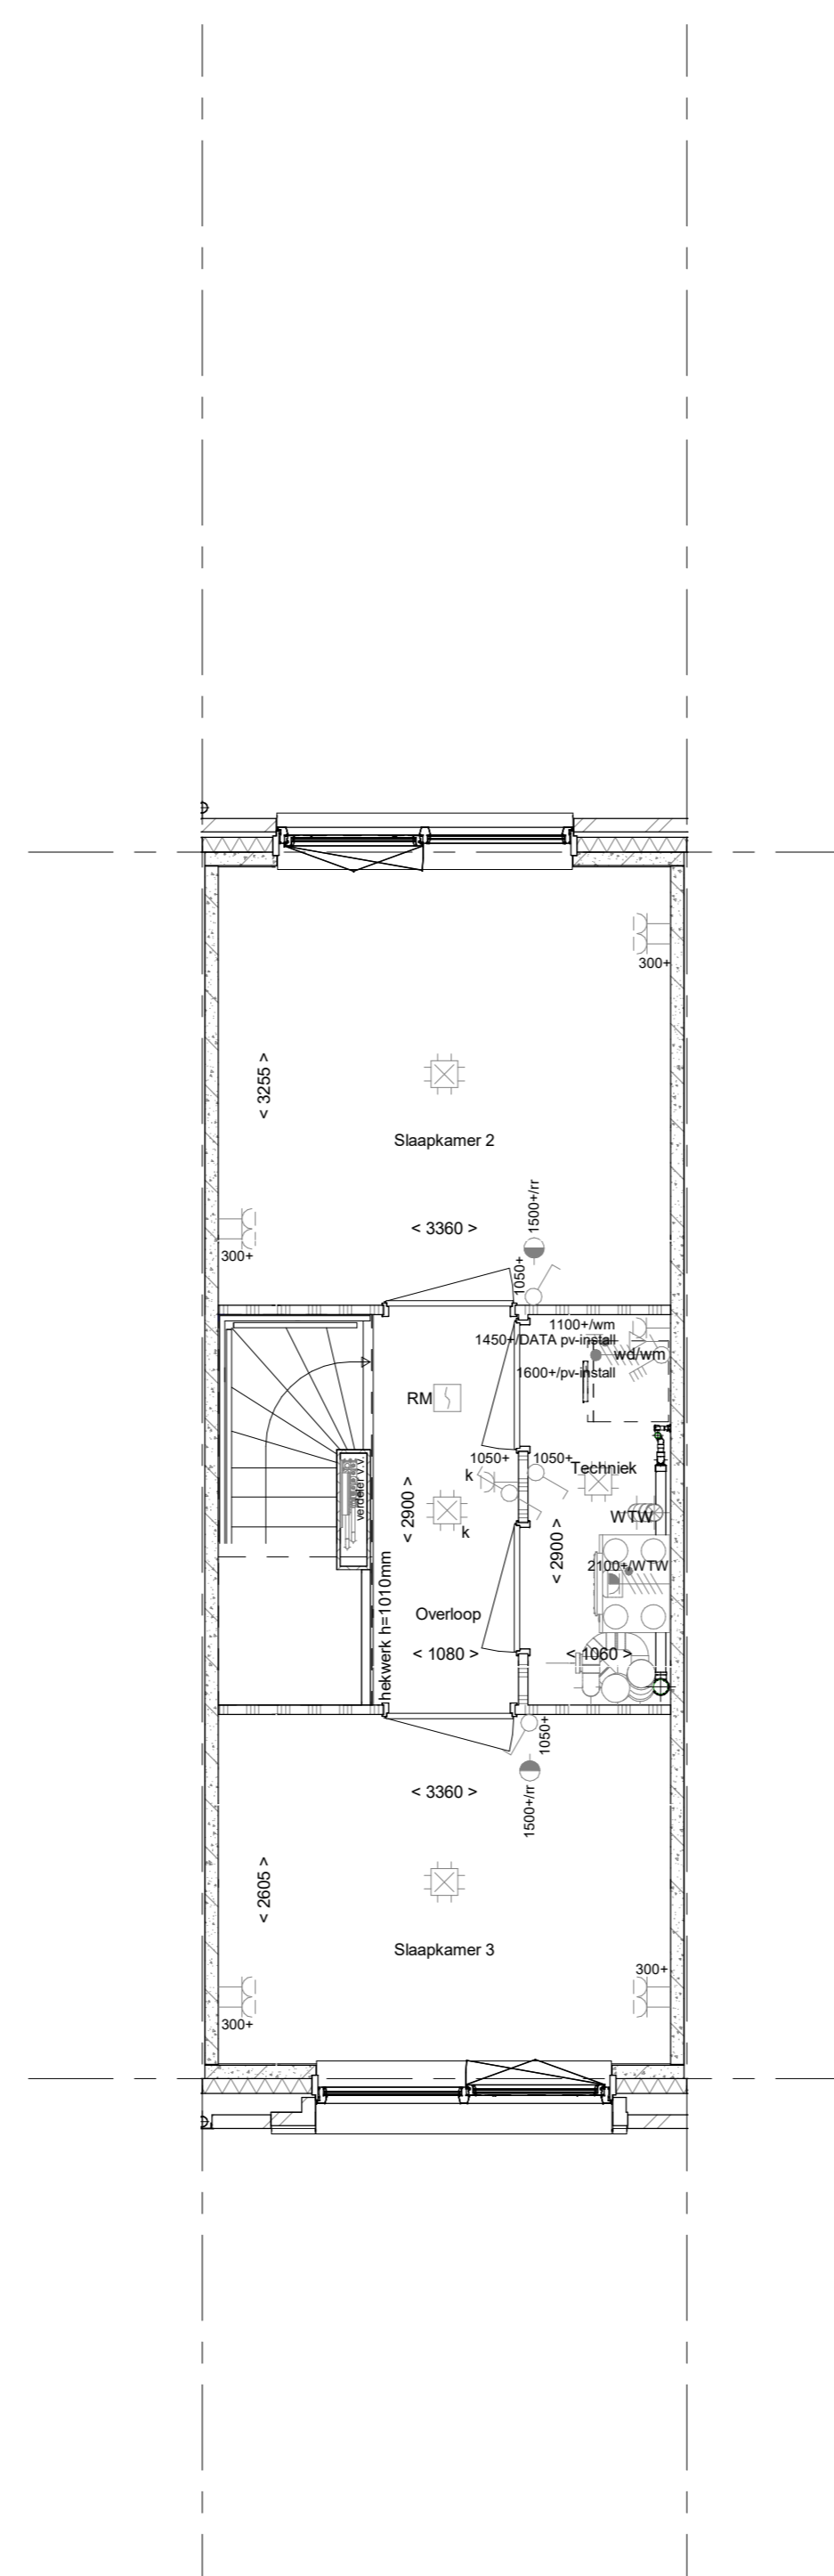 300+
< 3255 >
Slaapkamer 2
1500+/rr
< 3360 >
300+
1050+
1100+/wm
1450+/DATA pv-install
wd/wm
1600+/pv-install
RM
1050+
1050+
k
Techniek
verdeler v.v.
< 2900 >
WTW
k
< 2900 >
2100+/WTW
hekwerk h=1010mm
Overloop
< 1080 >
< 1060 >
1050+
< 3360 >
1500+/rr
< 2605 >
Slaapkamer 3
300+
300+